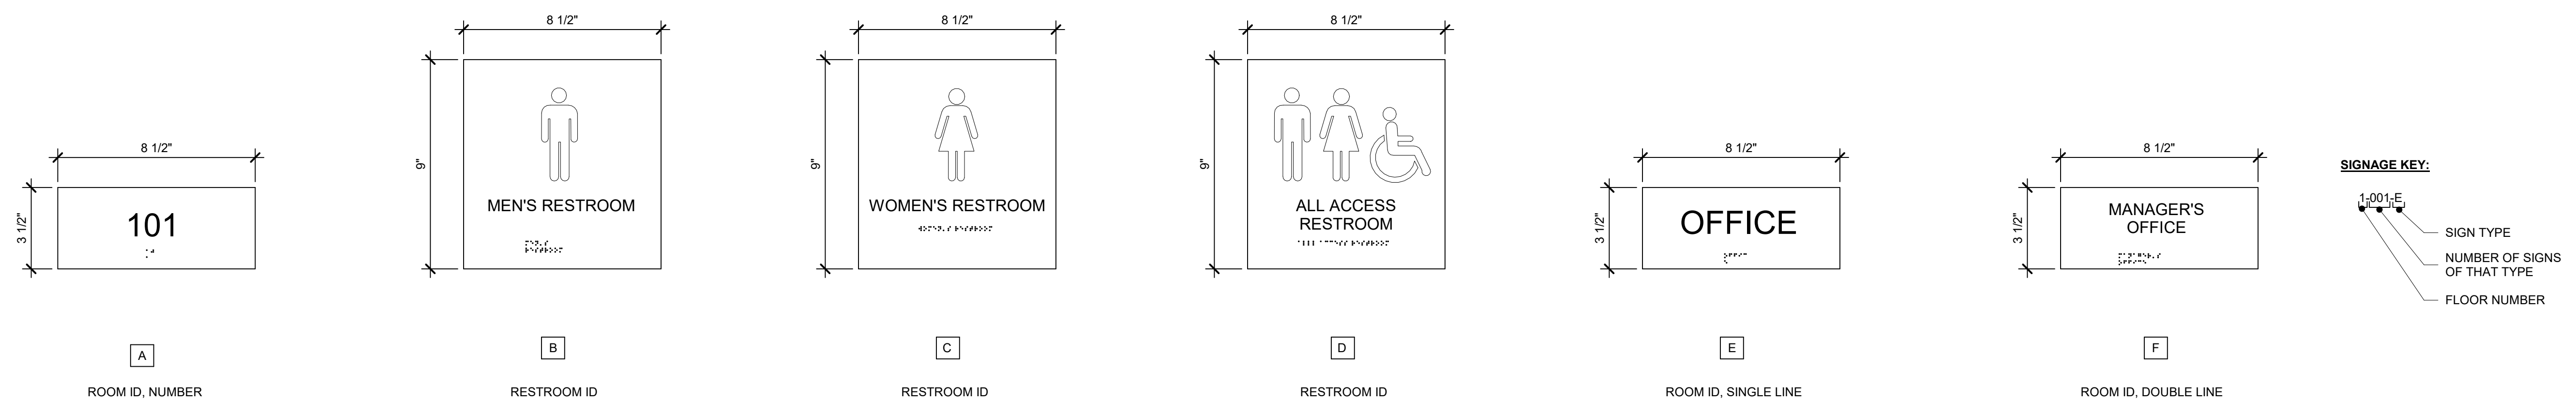 8 1/2"
3 1/2"
101
A
ROOM ID, NUMBER
8 1/2"
9"
MEN'S RESTROOM
B
RESTROOM ID
8 1/2"
9"
WOMEN'S RESTROOM
C
RESTROOM ID
8 1/2"
9"
ALL ACCESS
RESTROOM
D
RESTROOM ID
8 1/2"
3 1/2"
OFFICE
E
ROOM ID, SINGLE LINE
8 1/2"
3 1/2"
MANAGER'S
OFFICE
F
ROOM ID, DOUBLE LINE
SIGNAGE KEY:
1-001-E
SIGN TYPE
NUMBER OF SIGNS
OF THAT TYPE
FLOOR NUMBER